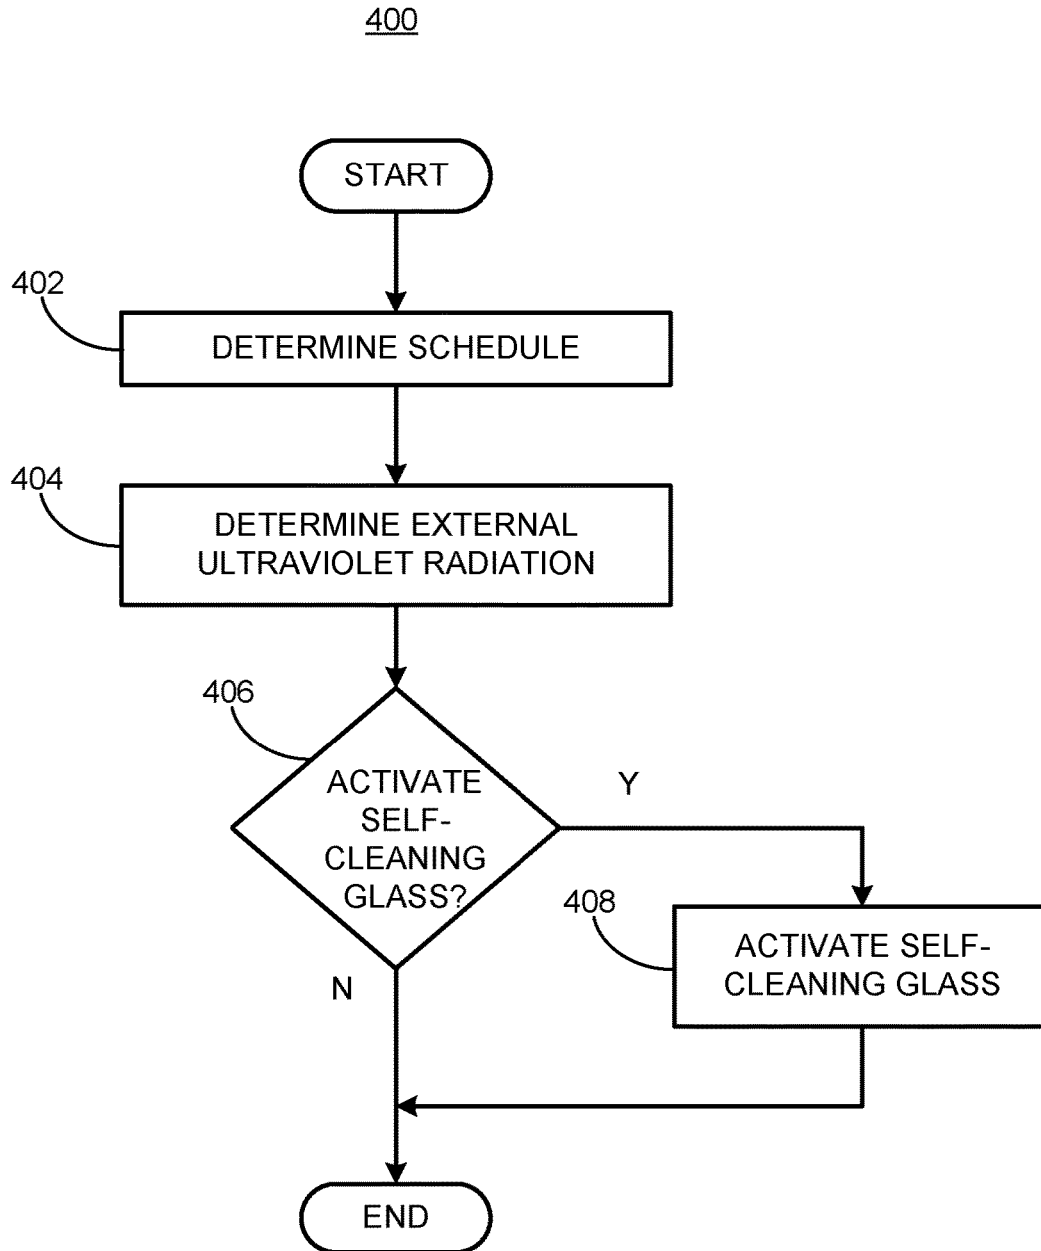 400
START
402
DETERMINE SCHEDULE
404
DETERMINE EXTERNAL
ULTRAVIOLET RADIATION
406
ACTIVATE
SELF-
CLEANING
GLASS?
Y
N
408
ACTIVATE SELF-
CLEANING GLASS
END